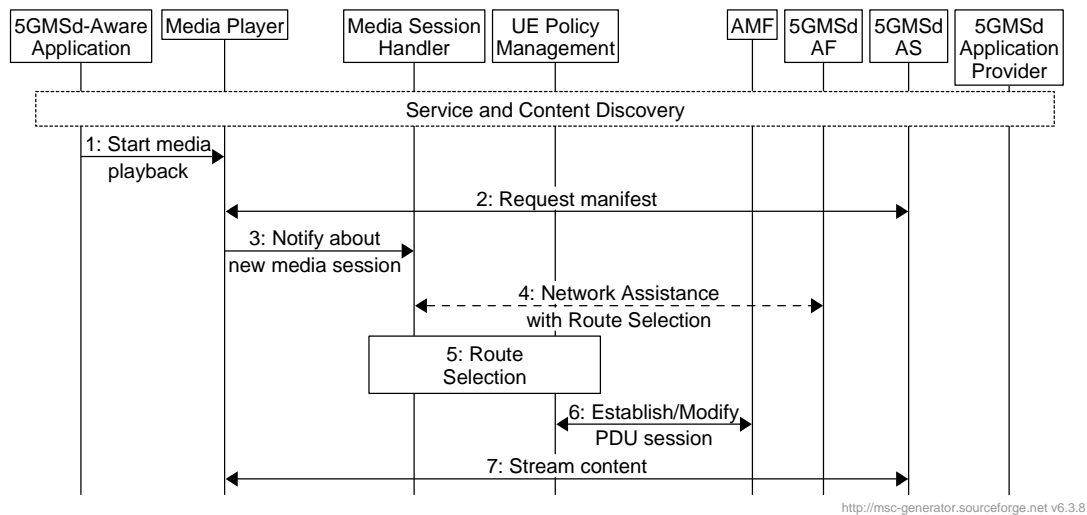 5GMSd-Aware
Application
Media Player
Media Session
Handler
UE Policy
Management
AMF
5GMSd
AF
5GMSd
AS
5GMSd
Application
Provider
Service and Content Discovery
1: Start media
playback
2: Request manifest
3: Notify about
new media session
4: Network Assistance
with Route Selection
5: Route
Selection
6: Establish/Modify
PDU session
7: Stream content
http://msc-generator.sourceforge.net v6.3.8